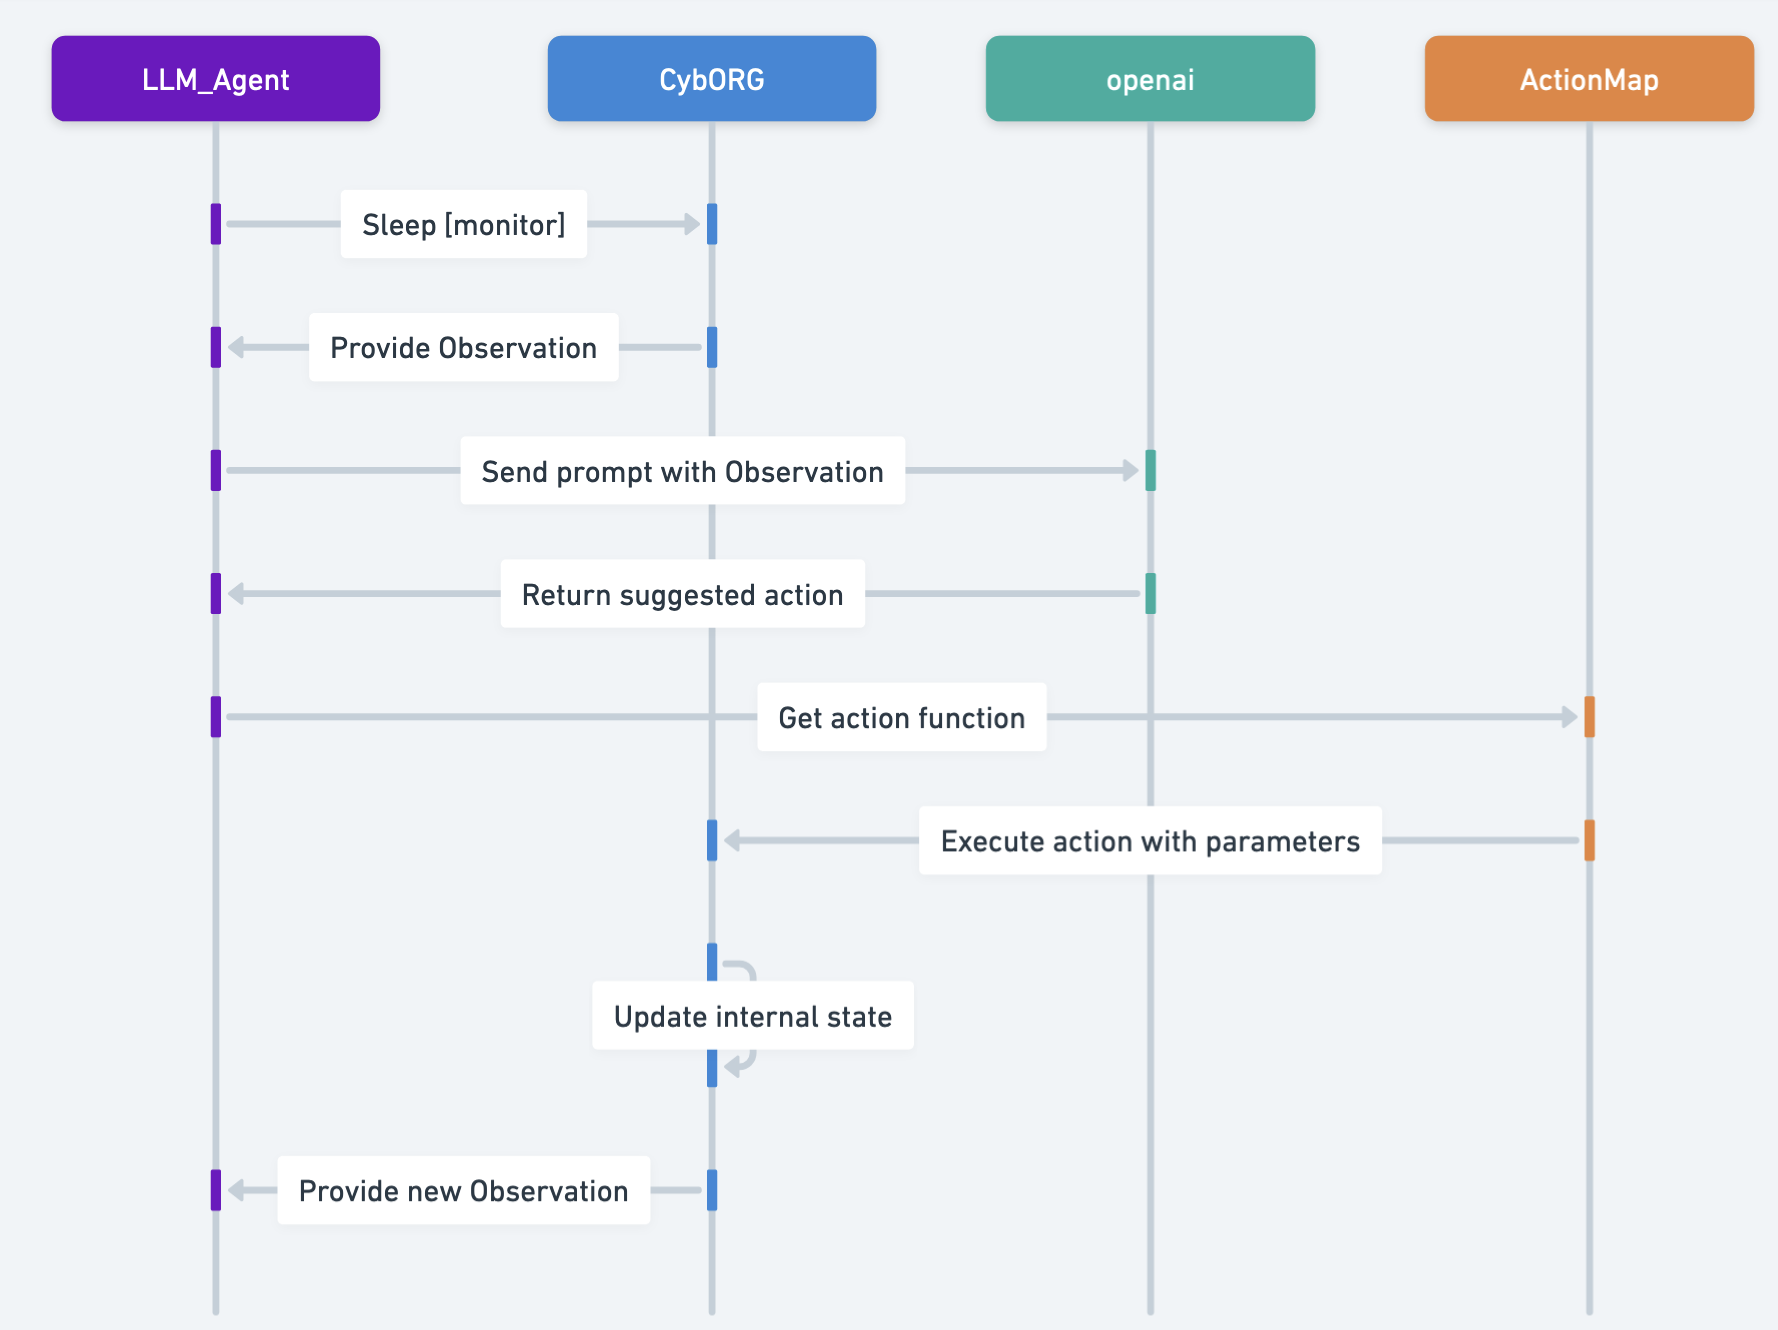 LLM_Agent
CybORG
openai
ActionMap
Sleep [monitor]
Provide Observation
Send prompt with Observation
Return suggested action
Get action function
Execute action with parameters
Update internal state
Provide new Observation